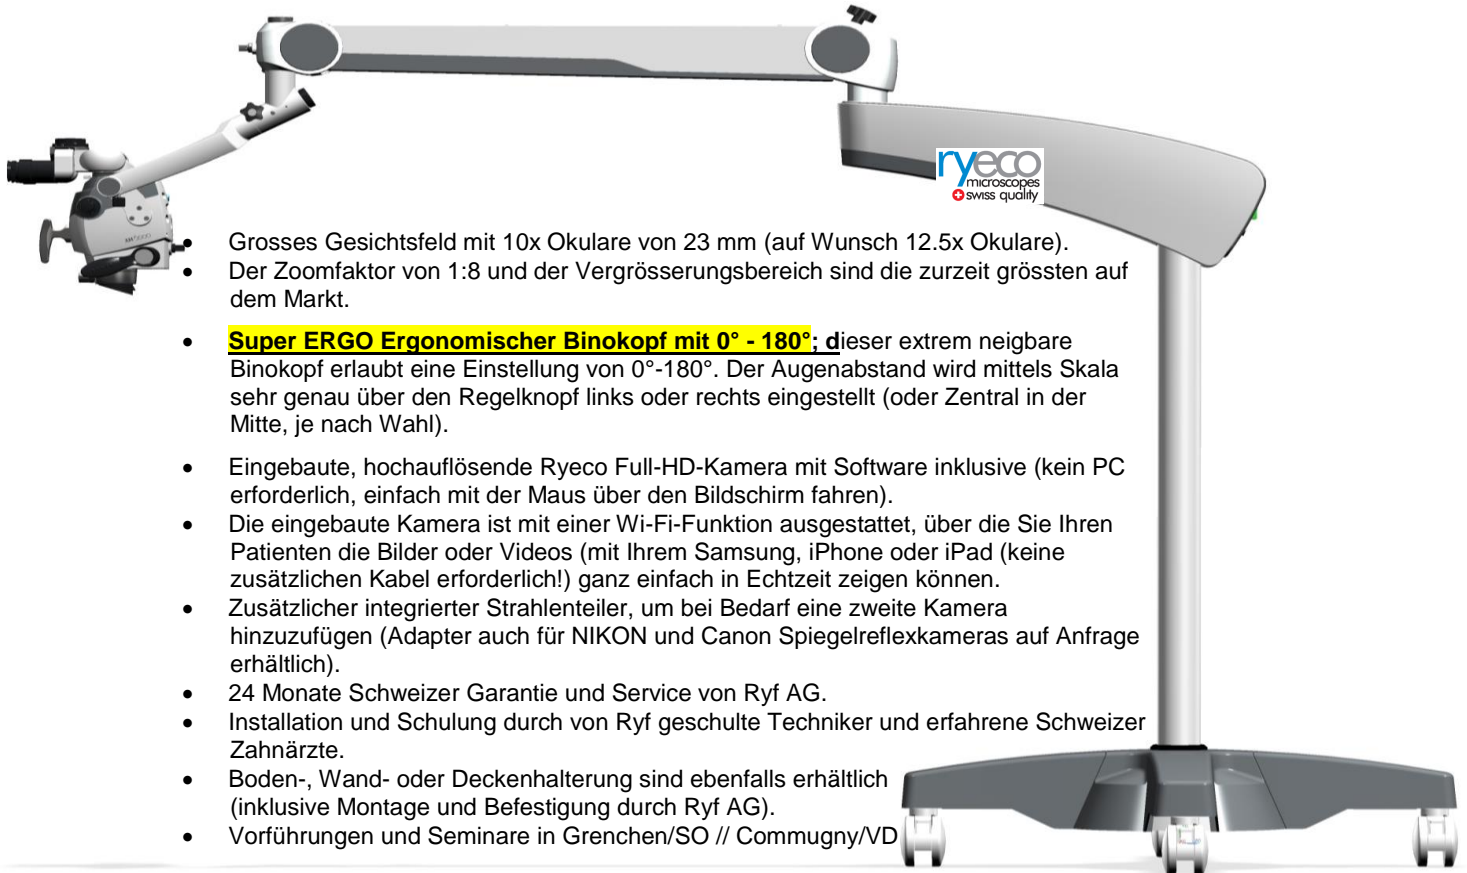 ryeco
microscopes
swiss quality
• Grosses Gesichtsfeld mit 10x Okulare von 23 mm (auf Wunsch 12.5x Okulare).
• Der Zoomfaktor von 1:8 und der Vergrösserungsbereich sind die zurzeit grössten auf
dem Markt.
• Super ERGO Ergonomischer Binokopf mit 0° - 180°; dieser extrem neigbare
Binokopf erlaubt eine Einstellung von 0°-180°. Der Augenabstand wird mittels Skala
sehr genau über den Regelknopf links oder rechts eingestellt (oder Zentral in der
Mitte, je nach Wahl).
• Eingebaute, hochauflösende Ryeco Full-HD-Kamera mit Software inklusive (kein PC
erforderlich, einfach mit der Maus über den Bildschirm fahren).
• Die eingebaute Kamera ist mit einer Wi-Fi-Funktion ausgestattet, über die Sie Ihren
Patienten die Bilder oder Videos (mit Ihrem Samsung, iPhone oder iPad (keine
zusätzlichen Kabel erforderlich!) ganz einfach in Echtzeit zeigen können.
• Zusätzlicher integrierter Strahlenteiler, um bei Bedarf eine zweite Kamera
hinzuzufügen (Adapter auch für NIKON und Canon Spiegelreflexkameras auf Anfrage
erhältlich).
• 24 Monate Schweizer Garantie und Service von Ryf AG.
• Installation und Schulung durch von Ryf geschulte Techniker und erfahrene Schweizer
Zahnärzte.
• Boden-, Wand- oder Deckenhalterung sind ebenfalls erhältlich
(inklusive Montage und Befestigung durch Ryf AG).
• Vorführungen und Seminare in Grenchen/SO // Commugny/VD